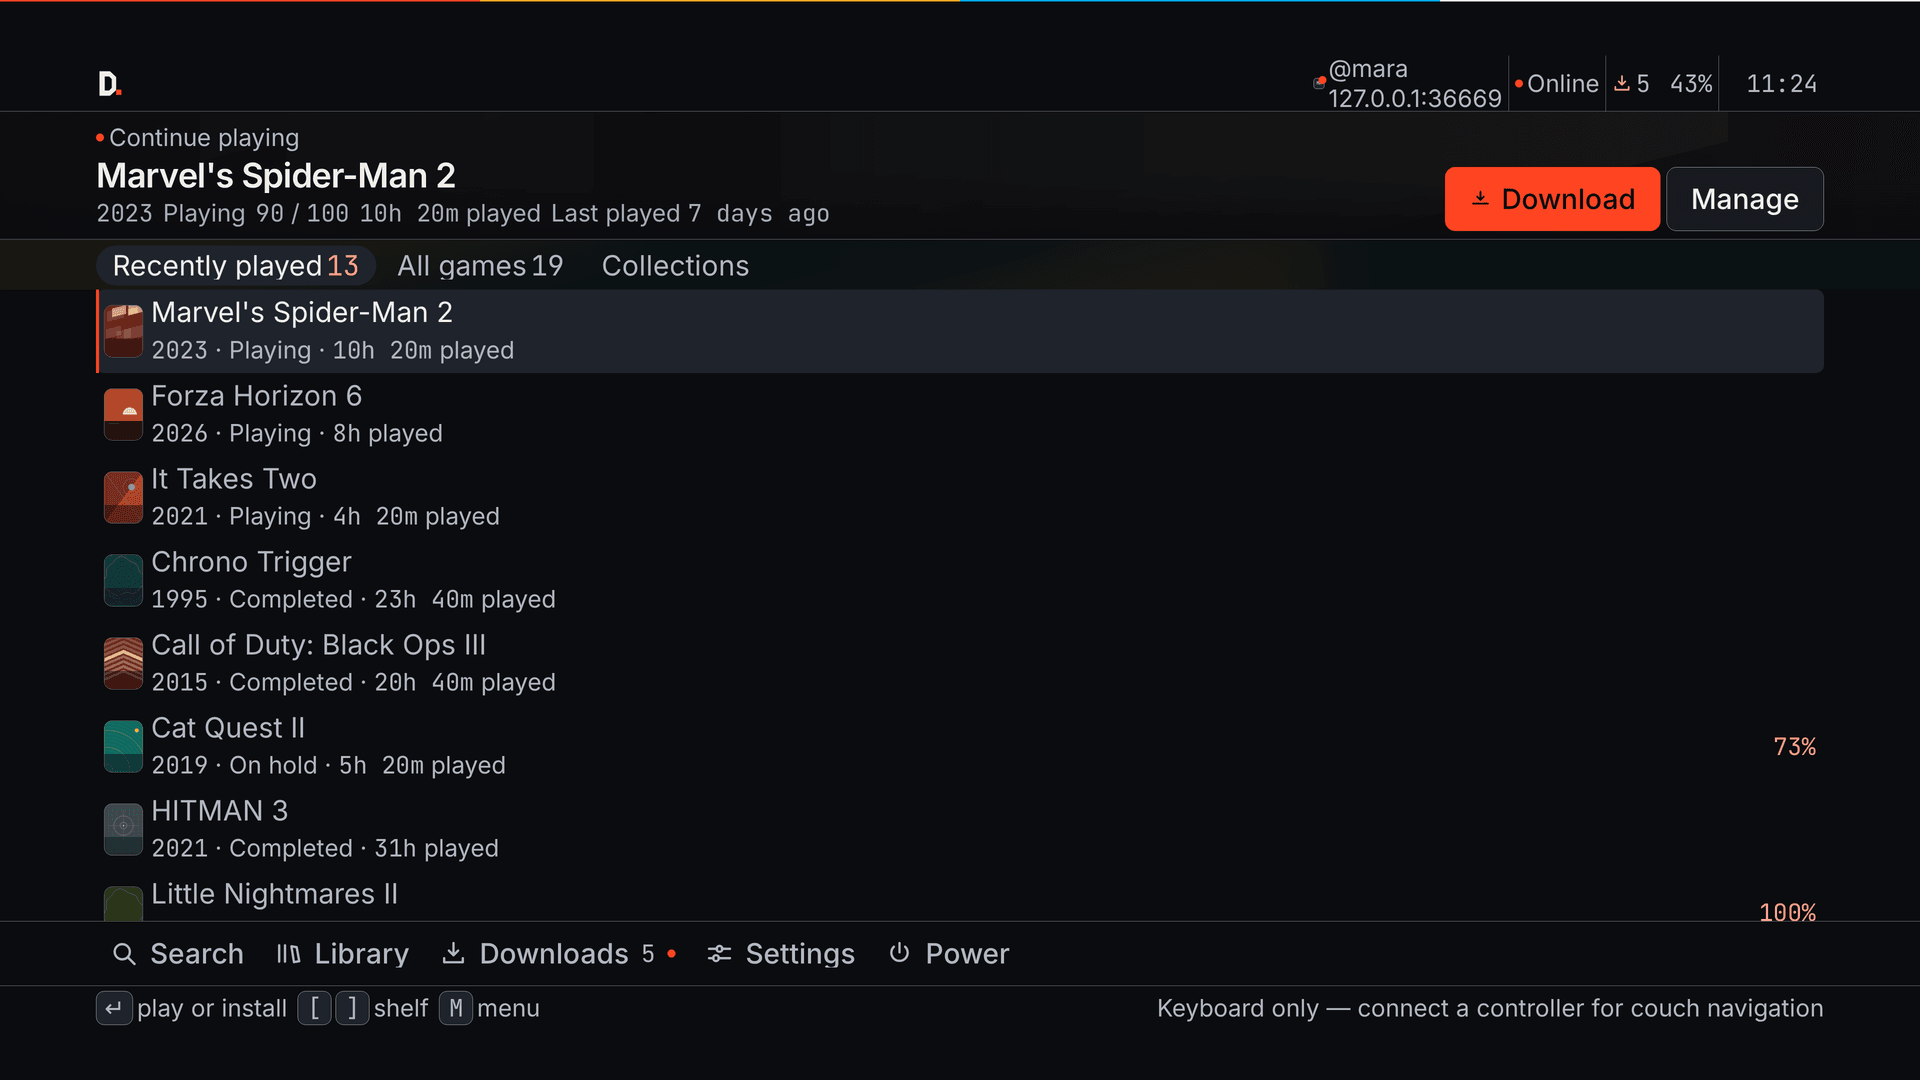 D.
@mara
127.0.0.1:36669
Online
5 43%
11:24
Continue playing
Marvel's Spider-Man 2
2023 Playing 90 / 100 10h 20m played Last played 7 days ago
Download
Manage
Recently played 13
All games 19
Collections
Marvel's Spider-Man 2
2023 · Playing · 10h 20m played
Forza Horizon 6
2026 · Playing · 8h played
It Takes Two
2021 · Playing · 4h 20m played
Chrono Trigger
1995 · Completed · 23h 40m played
Call of Duty: Black Ops III
2015 · Completed · 20h 40m played
Cat Quest II
2019 · On hold · 5h 20m played
73%
HITMAN 3
2021 · Completed · 31h played
Little Nightmares II
100%
Search
Library
Downloads 5
Settings
Power
↵ play or install [ ] shelf M menu
Keyboard only — connect a controller for couch navigation